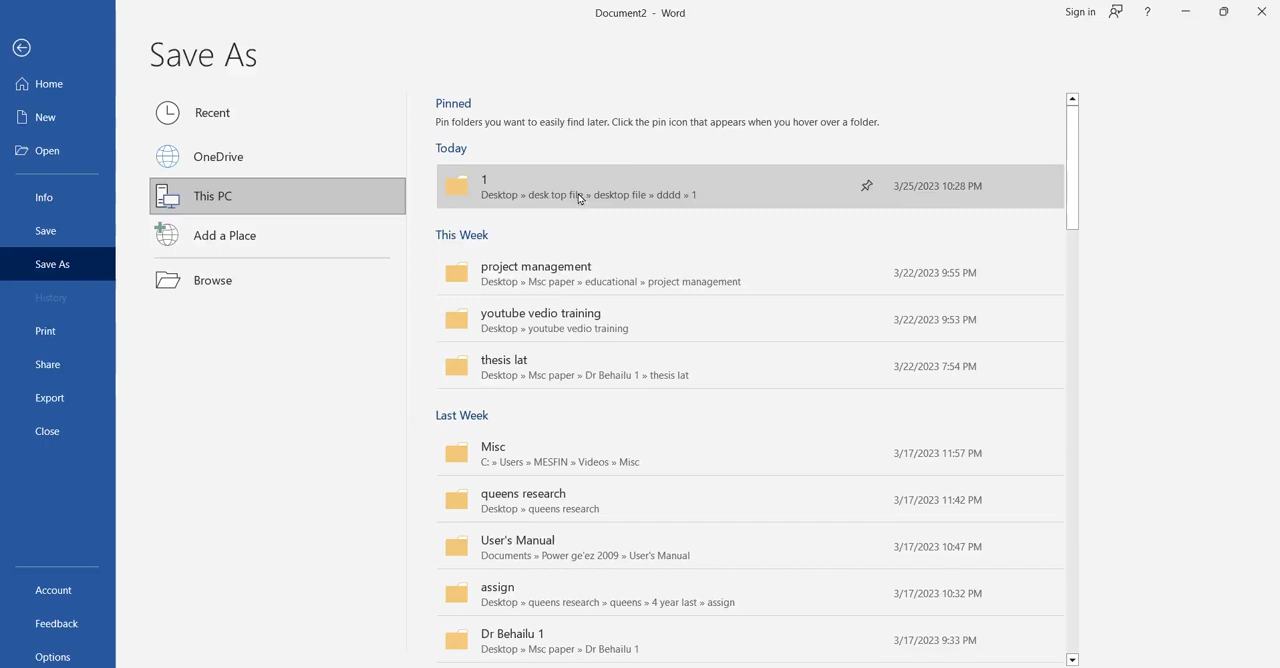 Document2 - Word
Sign in
?
Save As
Home
New
Open
Info
Save
Save As
History
Print
Share
Export
Close
Account
Feedback
Options
Recent
OneDrive
This PC
Add a Place
Browse
Pinned
Pin folders you want to easily find later. Click the pin icon that appears when you hover over a folder.
Today
1 3/25/2023 10:28 PM
Desktop » desk top file » desktop file » dddd » 1
This Week
project management 3/22/2023 9:55 PM
Desktop » Msc paper » educational » project management
youtube vedio training 3/22/2023 9:53 PM
Desktop » youtube vedio training
thesis lat 3/22/2023 7:54 PM
Desktop » Msc paper » Dr Behailu 1 » thesis lat
Last Week
Misc 3/17/2023 11:57 PM
C: » Users » MESFIN » Videos » Misc
queens research 3/17/2023 11:42 PM
Desktop » queens research
User's Manual 3/17/2023 10:47 PM
Documents » Power ge'ez 2009 » User's Manual
assign 3/17/2023 10:32 PM
Desktop » queens research » queens » 4 year last » assign
Dr Behailu 1 3/17/2023 9:33 PM
Desktop » Msc paper » Dr Behailu 1